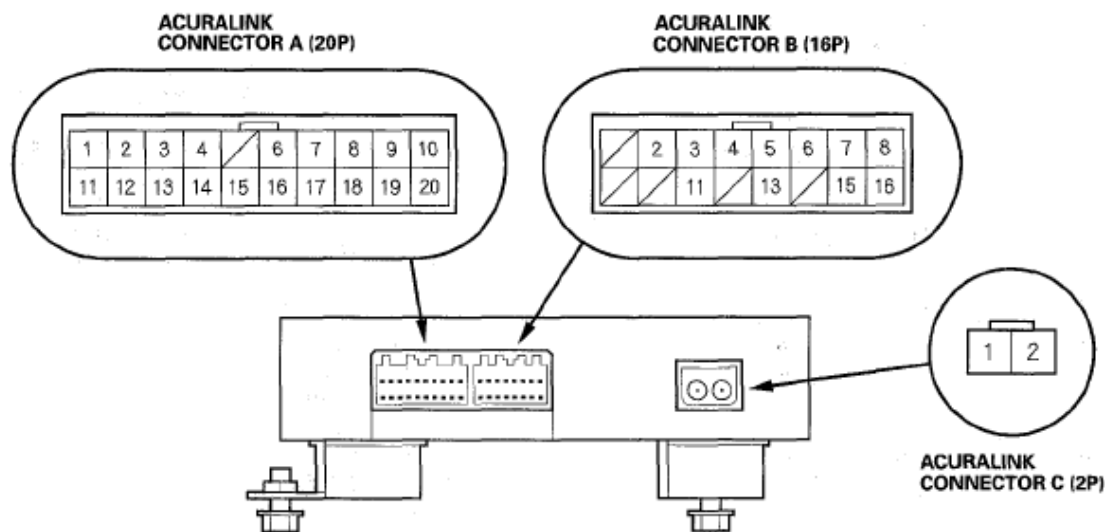 ACURALINK
CONNECTOR A (20P)
ACURALINK
CONNECTOR B (16P)
1 2 3 4 6 7 8 9 10
11 12 13 14 15 16 17 18 19 20
2 3 4 5 6 7 8
11 13 15 16
1 2
ACURALINK
CONNECTOR C (2P)